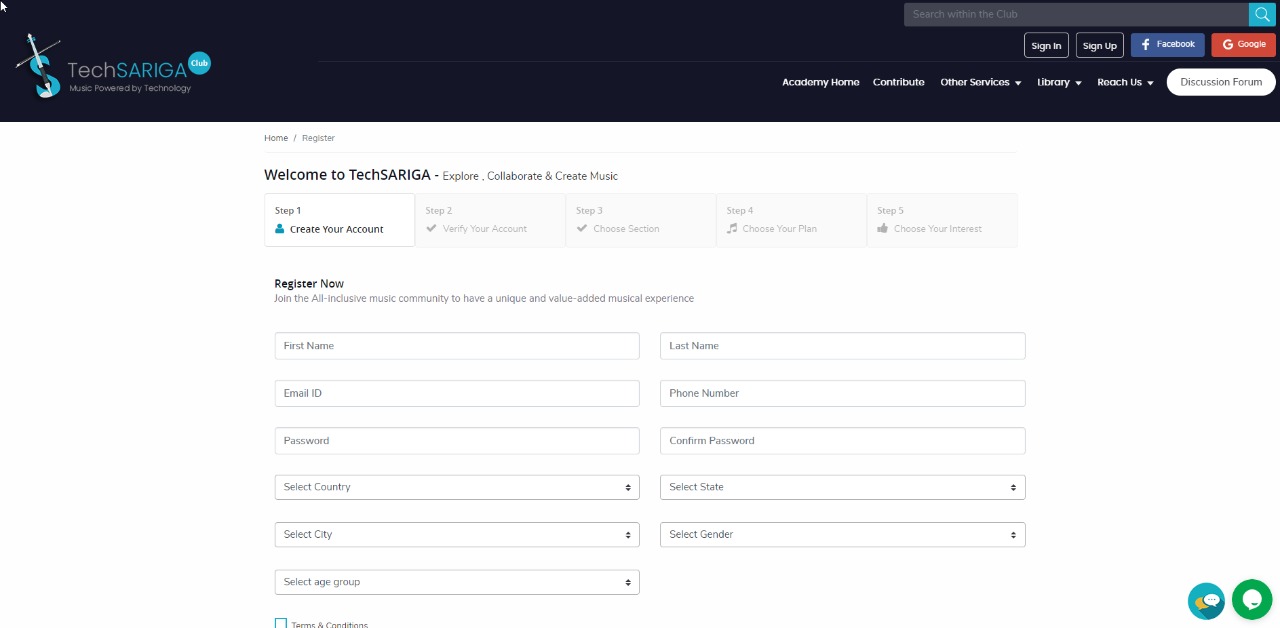 Search within the Club
Sign In
Sign Up
Facebook
Google
TechSARIGA Club
Music Powered by Technology
Academy Home
Contribute
Other Services
Library
Reach Us
Discussion Forum
Home / Register
Welcome to TechSARIGA - Explore , Collaborate & Create Music
Step 1
Create Your Account
Step 2
Verify Your Account
Step 3
Choose Section
Step 4
Choose Your Plan
Step 5
Choose Your Interest
Register Now
Join the All-inclusive music community to have a unique and value-added musical experience
First Name
Last Name
Email ID
Phone Number
Password
Confirm Password
Select Country
Select State
Select City
Select Gender
Select age group
Terms & Conditions